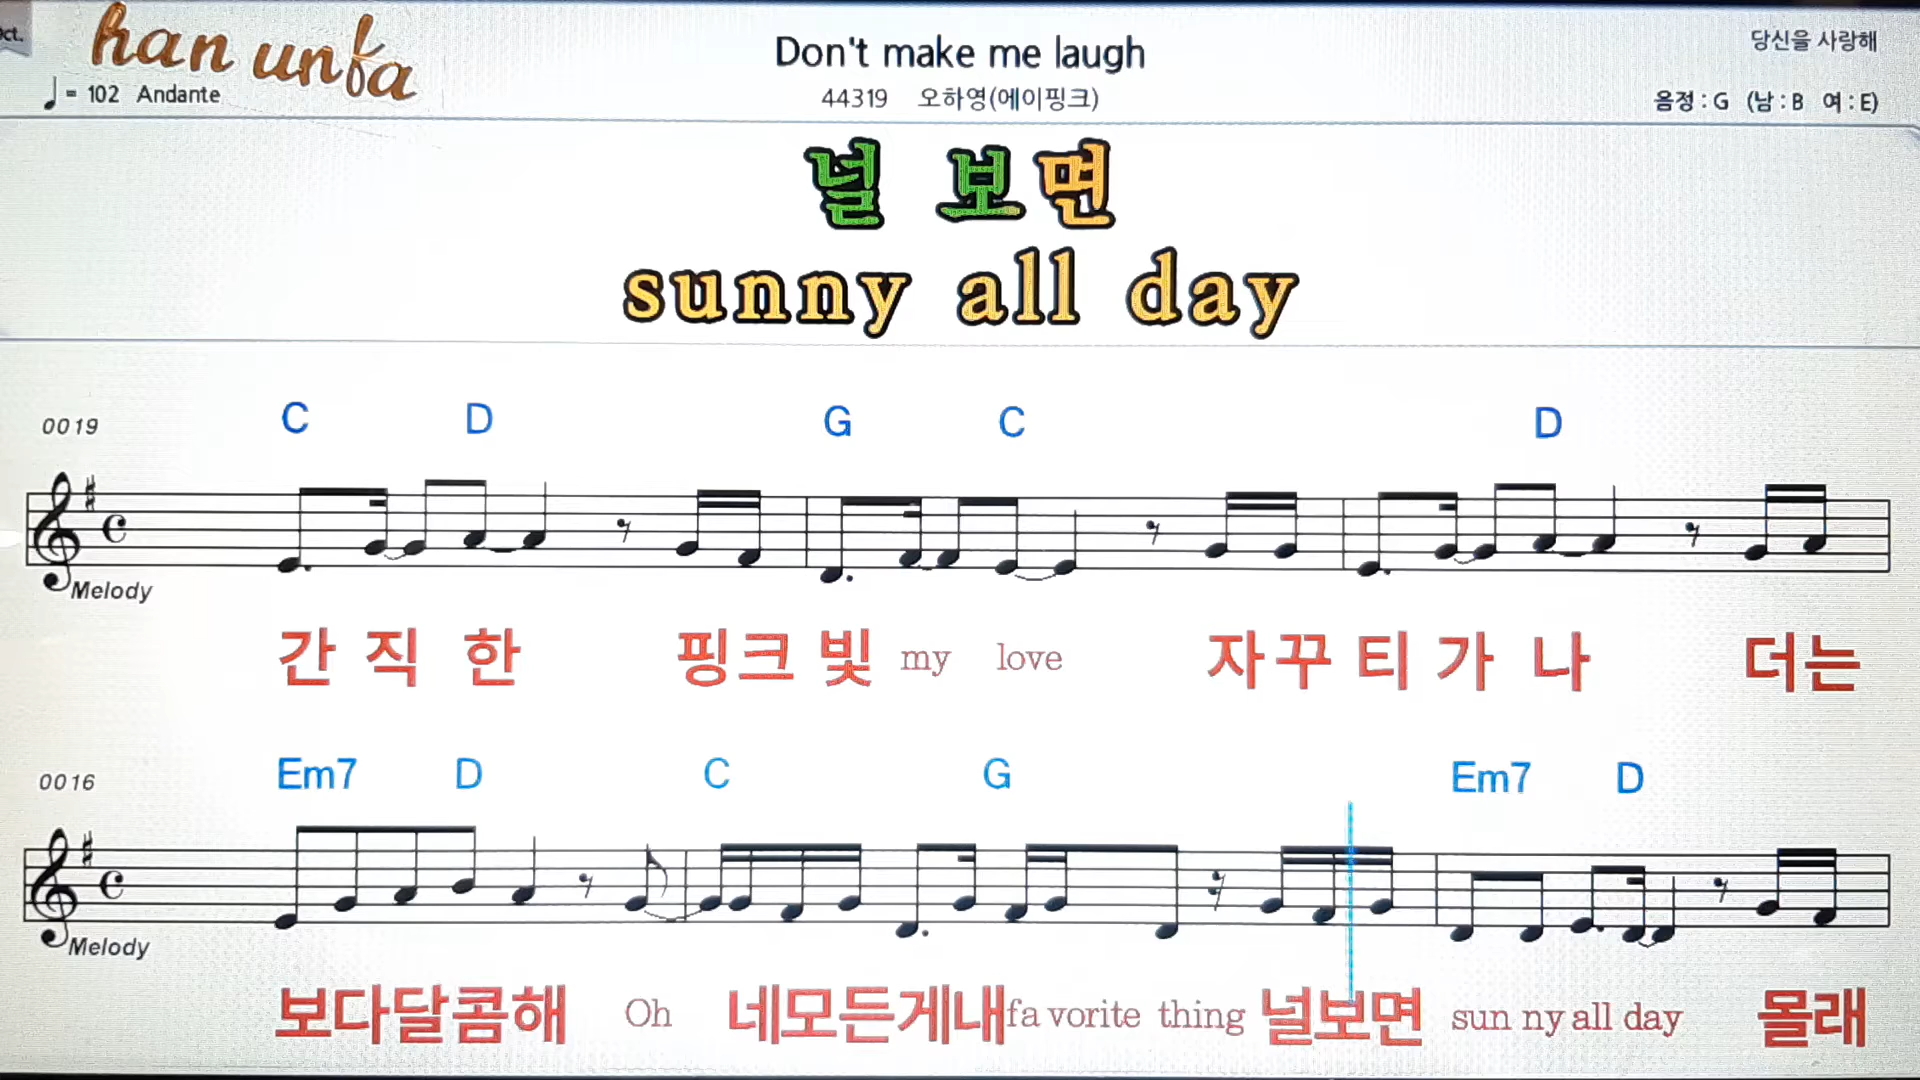 Oct.
han unfa
♩ = 102 Andante
Don't make me laugh
44319 오하영(에이핑크)
당신을 사랑해
음정 : G (남 : B 여 : E)
널 보면
sunny all day
0019
C D G C D
Melody
간 직 한 핑크 빛 my love 자꾸 티 가 나 더는
0016
Em7 D C G Em7 D
Melody
보다달콤해 Oh 네모든게내 fa vorite thing 널보면 sun ny all day 몰래